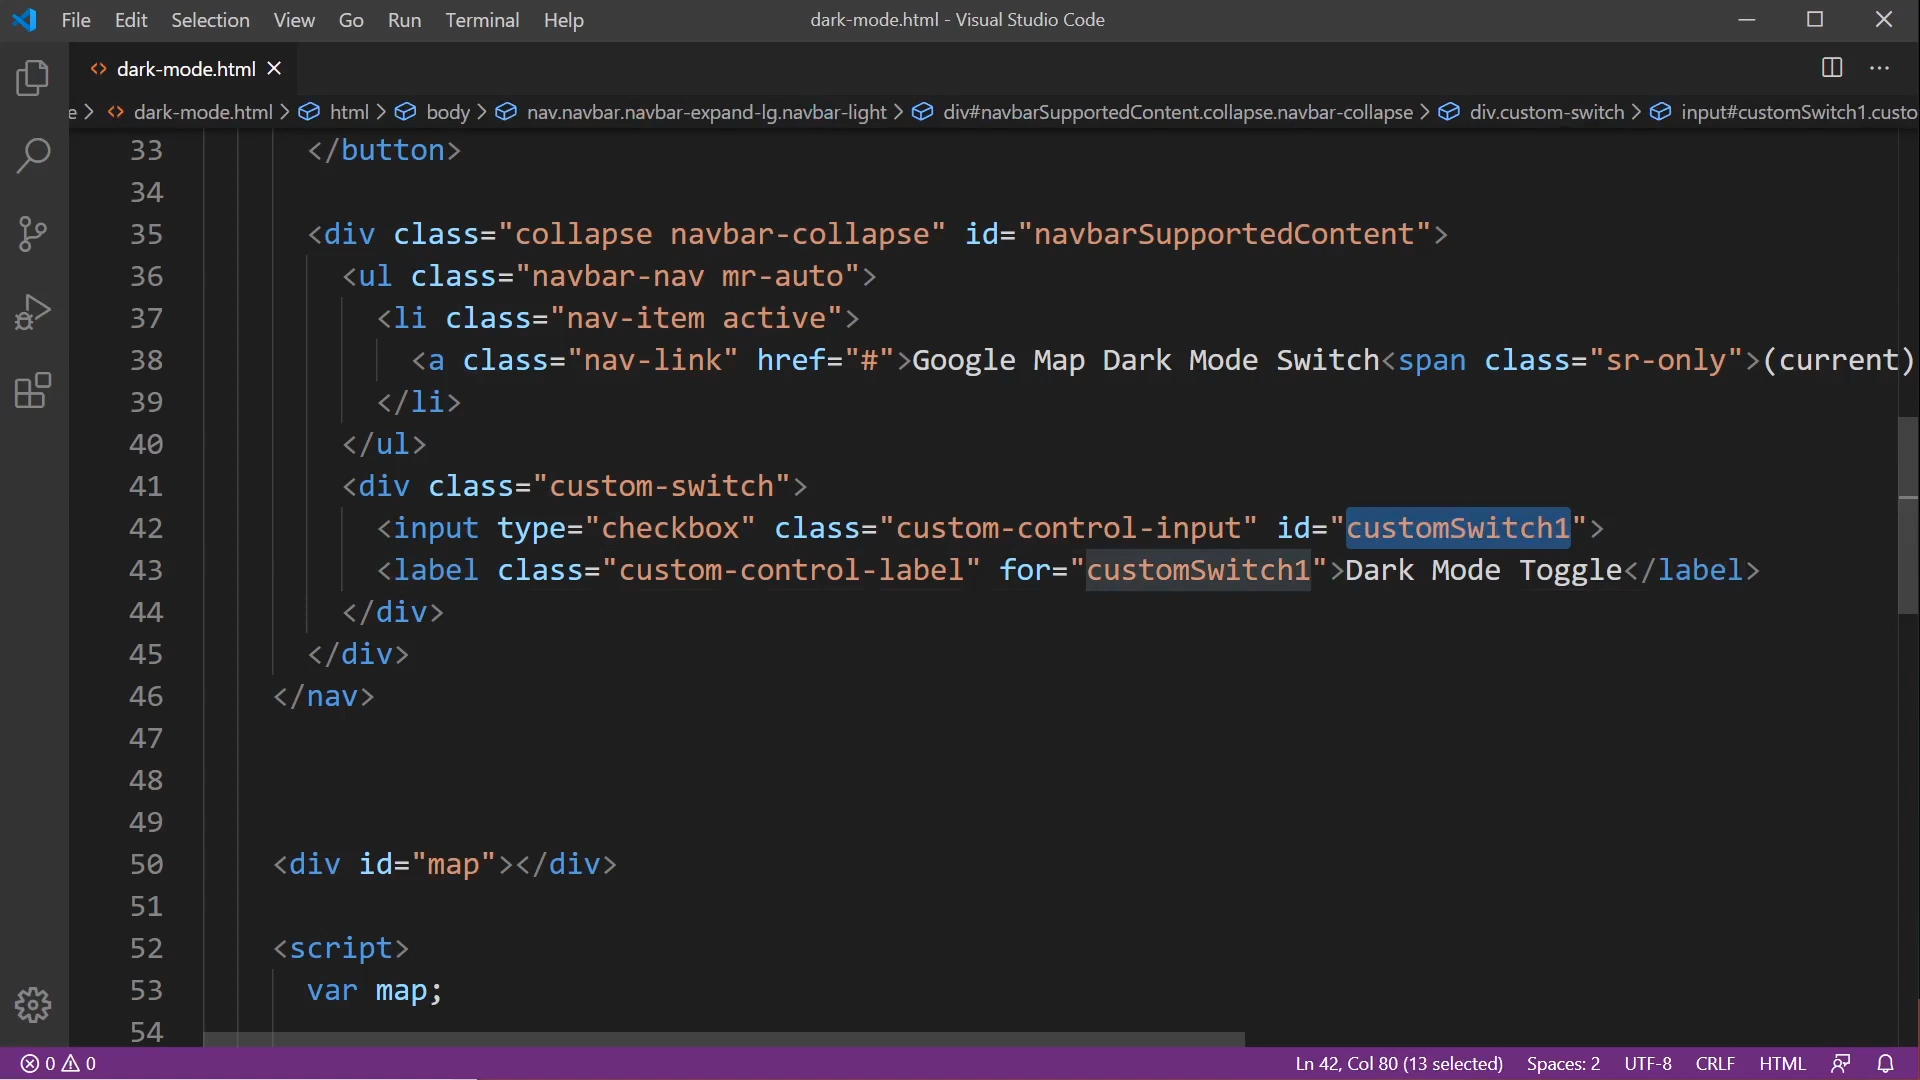 File Edit Selection View Go Run Terminal Help dark-mode.html - Visual Studio Code
dark-mode.html
e > dark-mode.html > html > body > nav.navbar.navbar-expand-lg.navbar-light > div#navbarSupportedContent.collapse.navbar-collapse > div.custom-switch > input#customSwitch1.custo
33 </button>
34
35 <div class="collapse navbar-collapse" id="navbarSupportedContent">
36 <ul class="navbar-nav mr-auto">
37 <li class="nav-item active">
38 <a class="nav-link" href="#">Google Map Dark Mode Switch<span class="sr-only">(current)
39 </li>
40 </ul>
41 <div class="custom-switch">
42 <input type="checkbox" class="custom-control-input" id="customSwitch1">
43 <label class="custom-control-label" for="customSwitch1">Dark Mode Toggle</label>
44 </div>
45 </div>
46 </nav>
47
48
49
50 <div id="map"></div>
51
52 <script>
53 var map;
54
0 0 Ln 42, Col 80 (13 selected) Spaces: 2 UTF-8 CRLF HTML